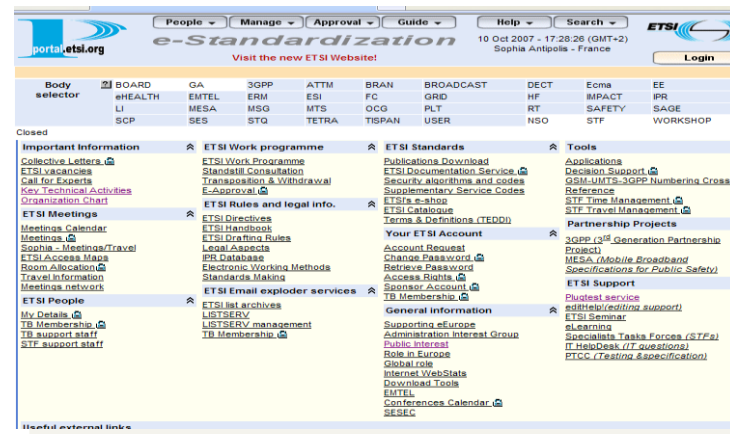 People Manage Approval Guide Help Search
ETSI
portal.etsi.org
e-Standardization
10 Oct 2007 - 17:28:26 (GMT+2)
Sophia Antipolis - France
Visit the new ETSI Website!
Login
Body selector BOARD GA 3GPP ATTM BRAN BROADCAST DECT Ecma EE
eHEALTH EMTEL ERM ESI FC GRID HF IMPACT IPR
LI MESA MSG MTS OCG PLT RT SAFETY SAGE
SCP SES STQ TETRA TISPAN USER NSO STF WORKSHOP
Closed
Important Information
Collective Letters
ETSI vacancies
Call for Experts
Key Technical Activities
Organization Chart
ETSI Meetings
Meetings Calendar
Meetings
Sophia - Meetings/Travel
ETSI Access Maps
Room Allocation
Travel Information
Meetings network
ETSI People
My Details
TB Membership
TB support staff
STF support staff
ETSI Work programme
ETSI Work Programme
Standstill Consultation
Transposition & Withdrawal
E-Approval
ETSI Rules and legal info.
ETSI Directives
ETSI Handbook
ETSI Drafting Rules
Legal Aspects
IPR Database
Electronic Working Methods
Standards Making
ETSI Email exploder services
ETSI list archives
LISTSERV
LISTSERV management
TB Membership
ETSI Standards
Publications Download
ETSI Documentation Service
Security algorithms and codes
Supplementary Service Codes
ETSI's e-shop
ETSI Catalogue
Terms & Definitions (TEDDI)
Your ETSI Account
Account Request
Change Password
Retrieve Password
Access Rights
Sponsor Account
TB Membership
General information
Supporting eEurope
Administration Interest Group
Public Interest
Role in Europe
Global role
Internet WebStats
Download Tools
EMTEL
Conferences Calendar
SESEC
Tools
Applications
Decision Support
GSM-UMTS-3GPP Numbering Cross
Reference
STF Time Management
STF Travel Management
Partnership Projects
3GPP (3rd Generation Partnership
Project)
MESA (Mobile Broadband
Specifications for Public Safety)
ETSI Support
Plugtest service
editHelp!(editing support)
ETSI Seminar
eLearning
Specialists Tasks Forces (STFs)
IT HelpDesk (IT questions)
PTCC (Testing &specification)
Useful external links